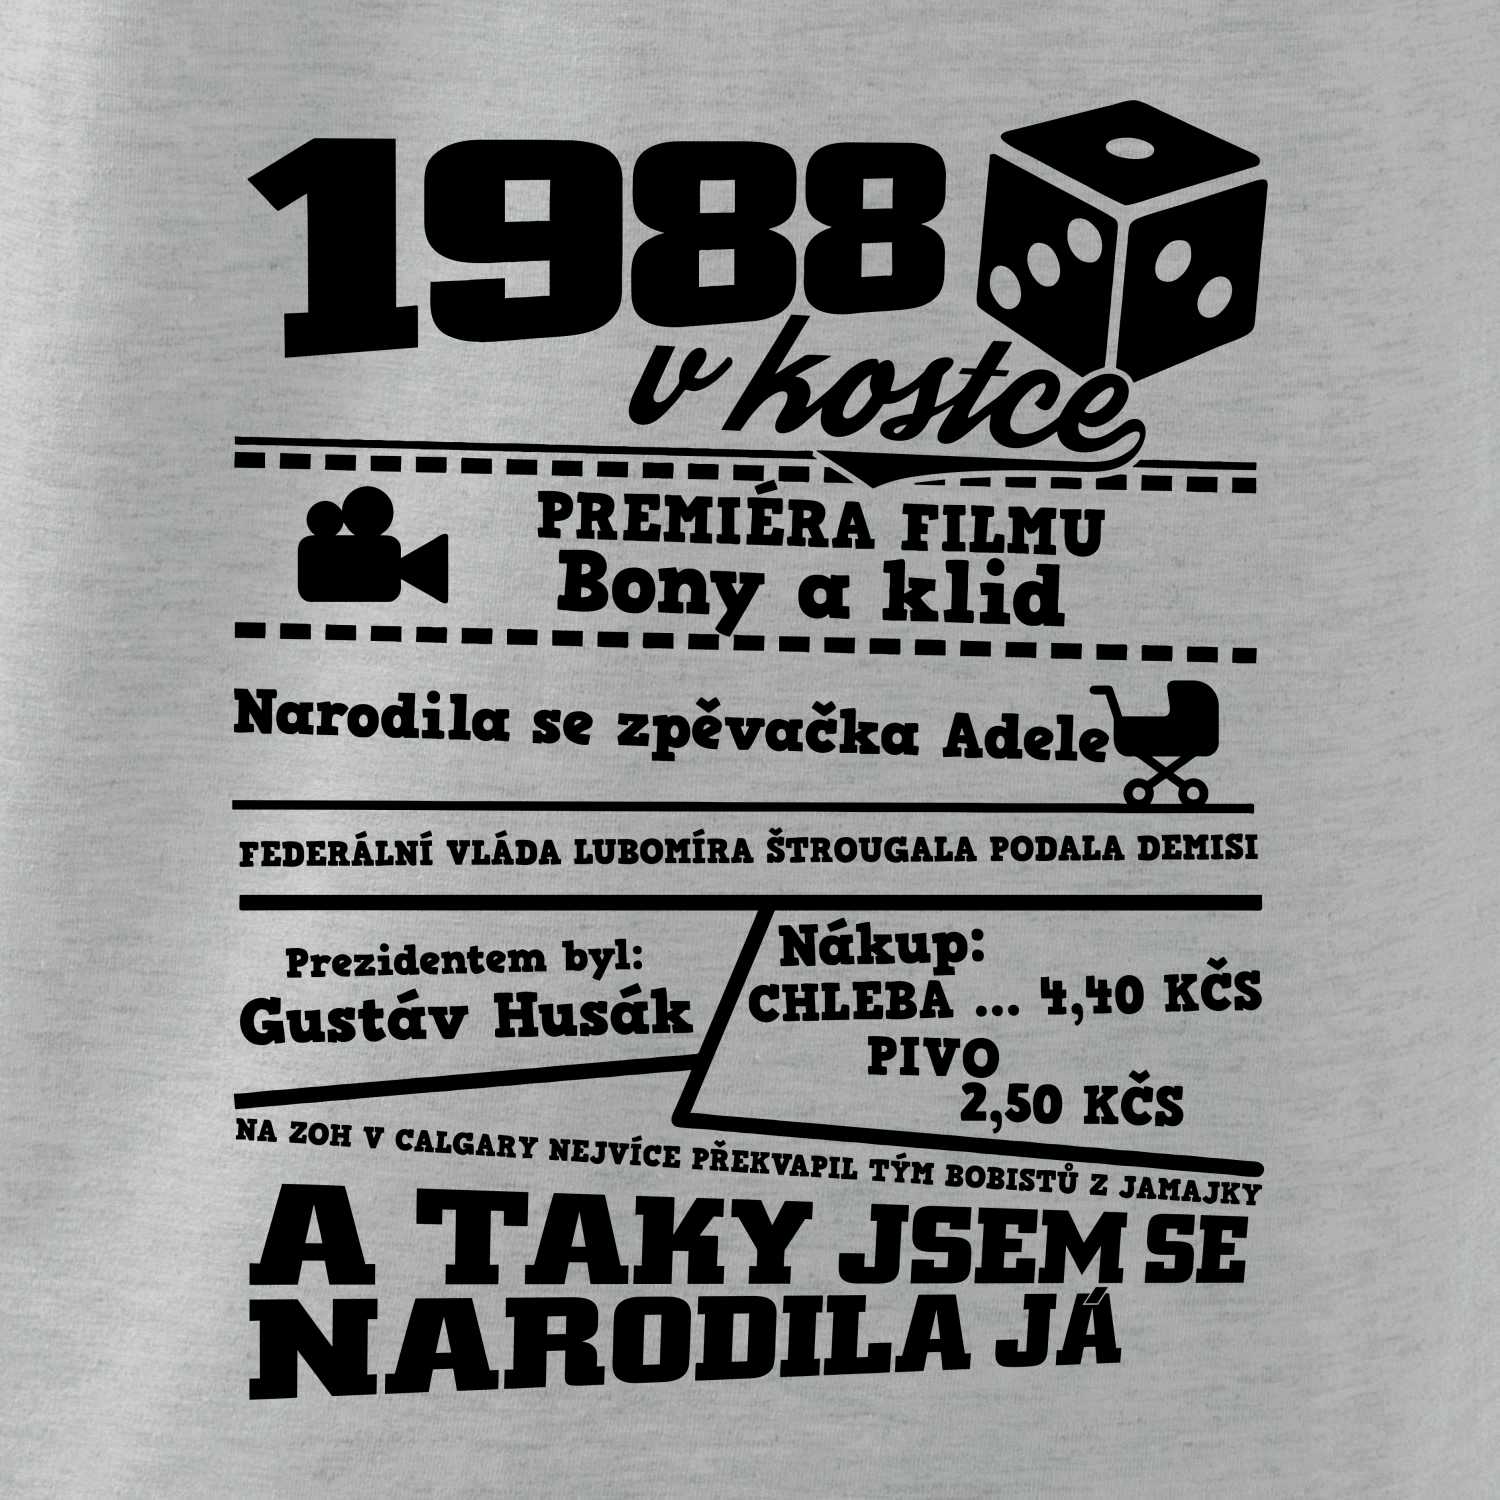 1988
v kostce
PREMIÉRA FILMU
Bony a klid
Narodila se zpěvačka Adele
FEDERÁLNÍ VLÁDA LUBOMÍRA ŠTROUGALA PODALA DEMISI
Prezidentem byl:
Gustáv Husák
Nákup:
CHLEBA ... 4,40 KČS
PIVO
2,50 KČS
NA ZOH V CALGARY NEJVÍCE PŘEKVAPIL TÝM BOBISTŮ Z JAMAJKY
A TAKY JSEM SE
NARODILA JÁ